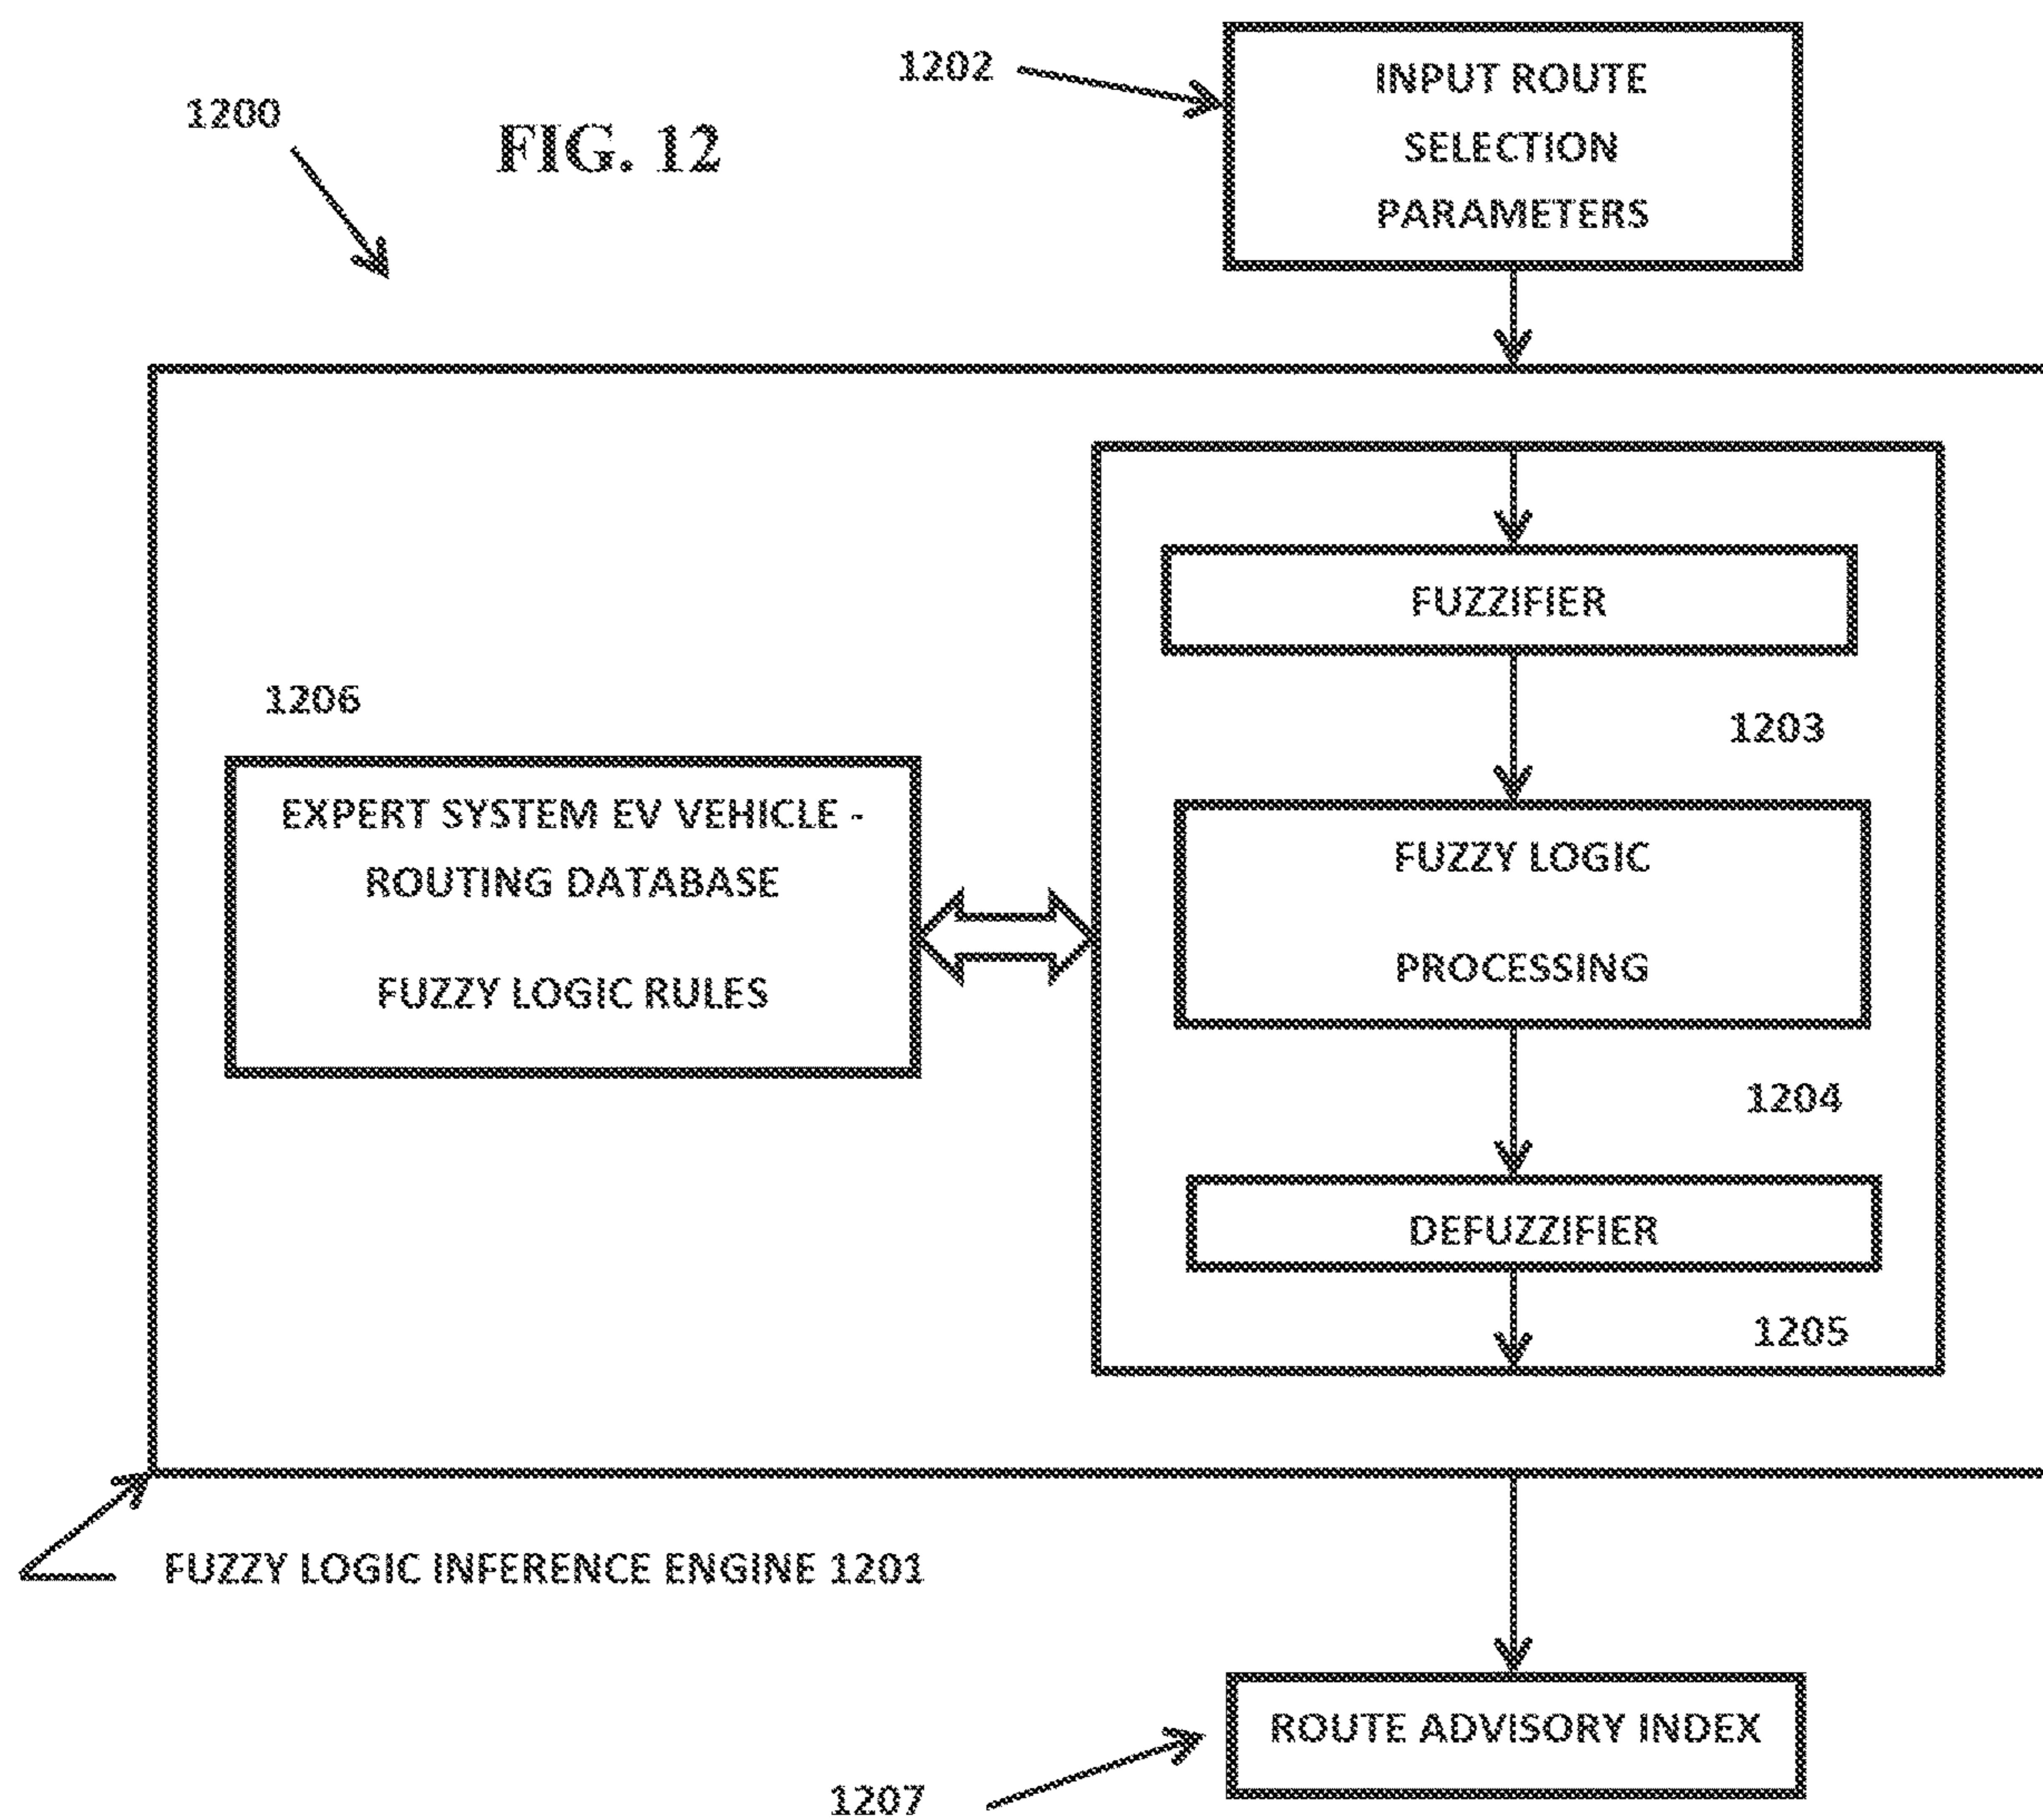 1202
INPUT ROUTE
SELECTION
PARAMETERS
1200
FIG. 12
FUZZIFIER
1203
1206
EXPERT SYSTEM EV VEHICLE -
ROUTING DATABASE
FUZZY LOGIC RULES
FUZZY LOGIC
PROCESSING
1204
DEFUZZIFIER
1205
FUZZY LOGIC INFERENCE ENGINE 1201
ROUTE ADVISORY INDEX
1207